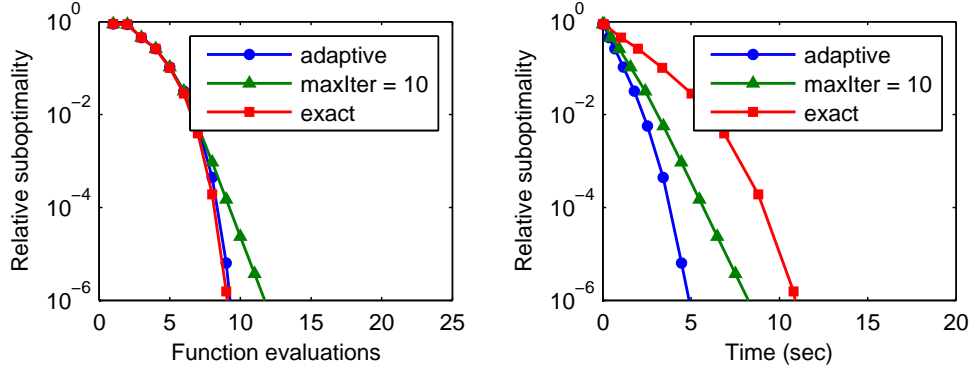 10^0
10^−2
10^−4
10^−6
Relative suboptimality
adaptive
maxIter = 10
exact
0 5 10 15 20 25
Function evaluations
10^0
10^−2
10^−4
10^−6
Relative suboptimality
adaptive
maxIter = 10
exact
0 5 10 15 20
Time (sec)